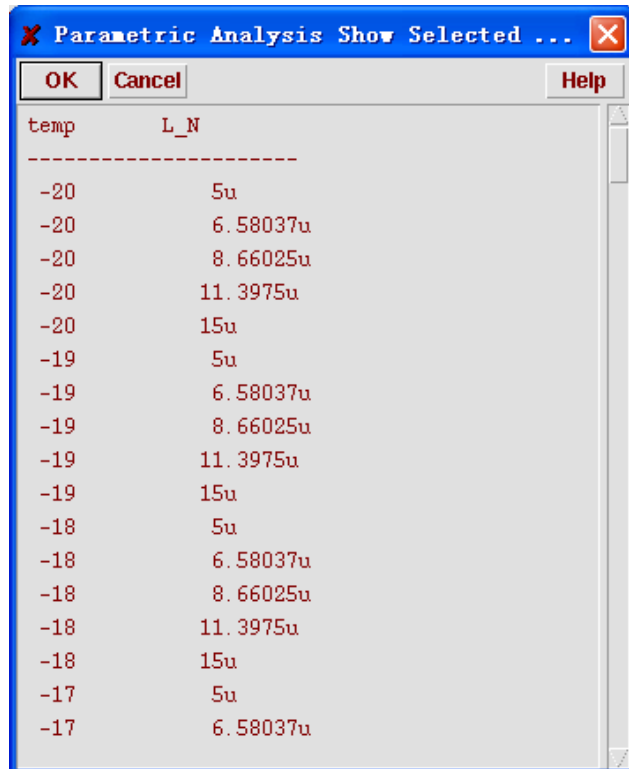 Parametric Analysis Show Selected ...
OK Cancel Help
temp L_N
----------------------
-20 5u
-20 6.58037u
-20 8.66025u
-20 11.3975u
-20 15u
-19 5u
-19 6.58037u
-19 8.66025u
-19 11.3975u
-19 15u
-18 5u
-18 6.58037u
-18 8.66025u
-18 11.3975u
-18 15u
-17 5u
-17 6.58037u